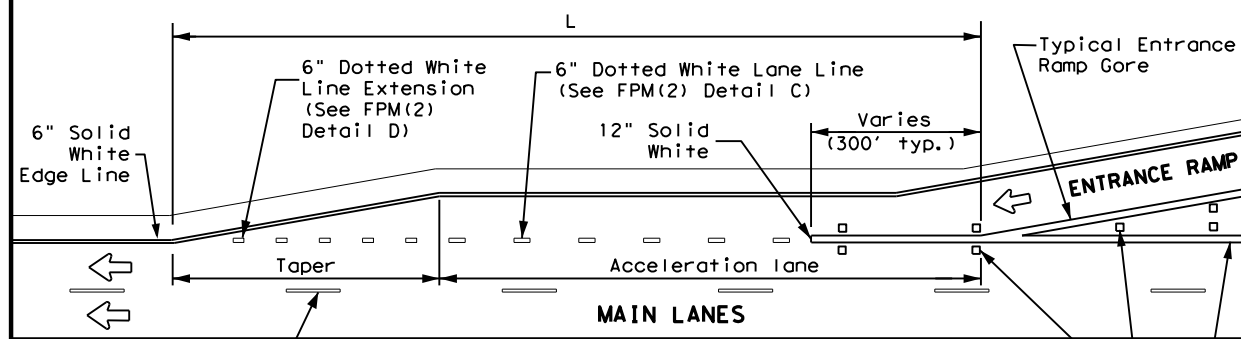 L
Typical Entrance
Ramp Gore
6" Dotted White
Line Extension
(See FPM(2)
Detail D)
6" Dotted White Lane Line
(See FPM(2) Detail C)
Varies
(300' typ.)
12" Solid
White
6" Solid
White
Edge Line
ENTRANCE RAMP
Taper
Acceleration lane
MAIN LANES